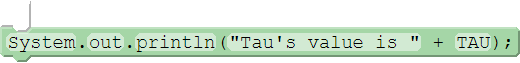 System.out.println("Tau's value is " + TAU);